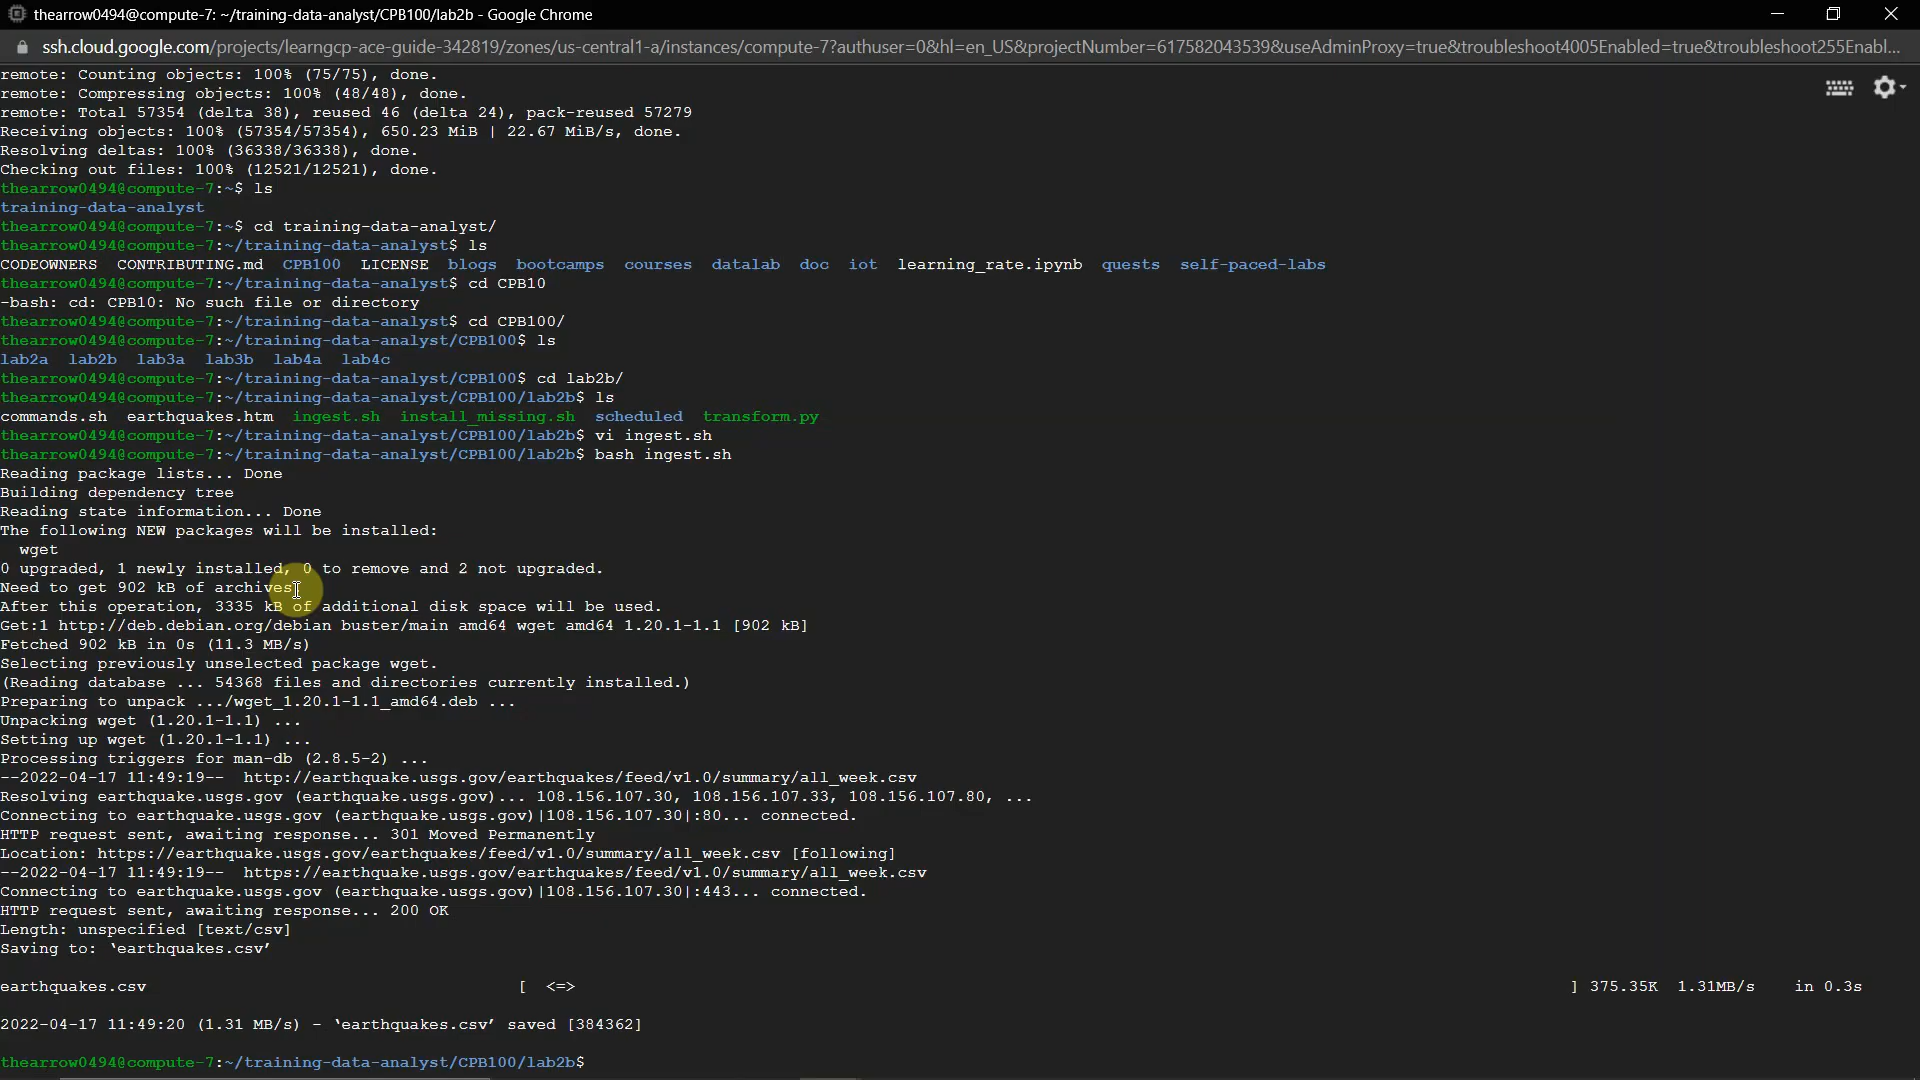 thearrow0494@compute-7: ~/training-data-analyst/CPB100/lab2b - Google Chrome
ssh.cloud.google.com/projects/learngcp-ace-guide-342819/zones/us-central1-a/instances/compute-7?authuser=0&hl=en_US&projectNumber=617582043539&useAdminProxy=true&troubleshoot4005Enabled=true&troubleshoot255Enabl...
remote: Counting objects: 100% (75/75), done.
remote: Compressing objects: 100% (48/48), done.
remote: Total 57354 (delta 38), reused 46 (delta 24), pack-reused 57279
Receiving objects: 100% (57354/57354), 650.23 MiB | 22.67 MiB/s, done.
Resolving deltas: 100% (36338/36338), done.
Checking out files: 100% (12521/12521), done.
thearrow0494@compute-7:~$ ls
training-data-analyst
thearrow0494@compute-7:~$ cd training-data-analyst/
thearrow0494@compute-7:~/training-data-analyst$ ls
CODEOWNERS  CONTRIBUTING.md  CPB100  LICENSE  blogs  bootcamps  courses  datalab  doc  iot  learning_rate.ipynb  quests  self-paced-labs
thearrow0494@compute-7:~/training-data-analyst$ cd CPB10
-bash: cd: CPB10: No such file or directory
thearrow0494@compute-7:~/training-data-analyst$ cd CPB100/
thearrow0494@compute-7:~/training-data-analyst/CPB100$ ls
lab2a  lab2b  lab3a  lab3b  lab4a  lab4c
thearrow0494@compute-7:~/training-data-analyst/CPB100$ cd lab2b/
thearrow0494@compute-7:~/training-data-analyst/CPB100/lab2b$ ls
commands.sh  earthquakes.htm  ingest.sh  install_missing.sh  scheduled  transform.py
thearrow0494@compute-7:~/training-data-analyst/CPB100/lab2b$ vi ingest.sh
thearrow0494@compute-7:~/training-data-analyst/CPB100/lab2b$ bash ingest.sh
Reading package lists... Done
Building dependency tree
Reading state information... Done
The following NEW packages will be installed:
  wget
0 upgraded, 1 newly installed, 0 to remove and 2 not upgraded.
Need to get 902 kB of archives.
After this operation, 3335 kB of additional disk space will be used.
Get:1 http://deb.debian.org/debian buster/main amd64 wget amd64 1.20.1-1.1 [902 kB]
Fetched 902 kB in 0s (11.3 MB/s)
Selecting previously unselected package wget.
(Reading database ... 54368 files and directories currently installed.)
Preparing to unpack .../wget_1.20.1-1.1_amd64.deb ...
Unpacking wget (1.20.1-1.1) ...
Setting up wget (1.20.1-1.1) ...
Processing triggers for man-db (2.8.5-2) ...
--2022-04-17 11:49:19--  http://earthquake.usgs.gov/earthquakes/feed/v1.0/summary/all_week.csv
Resolving earthquake.usgs.gov (earthquake.usgs.gov)... 108.156.107.30, 108.156.107.33, 108.156.107.80, ...
Connecting to earthquake.usgs.gov (earthquake.usgs.gov)|108.156.107.30|:80... connected.
HTTP request sent, awaiting response... 301 Moved Permanently
Location: https://earthquake.usgs.gov/earthquakes/feed/v1.0/summary/all_week.csv [following]
--2022-04-17 11:49:19--  https://earthquake.usgs.gov/earthquakes/feed/v1.0/summary/all_week.csv
Connecting to earthquake.usgs.gov (earthquake.usgs.gov)|108.156.107.30|:443... connected.
HTTP request sent, awaiting response... 200 OK
Length: unspecified [text/csv]
Saving to: ‘earthquakes.csv’
earthquakes.csv [ <=> ] 375.35K  1.31MB/s    in 0.3s
2022-04-17 11:49:20 (1.31 MB/s) - ‘earthquakes.csv’ saved [384362]
thearrow0494@compute-7:~/training-data-analyst/CPB100/lab2b$